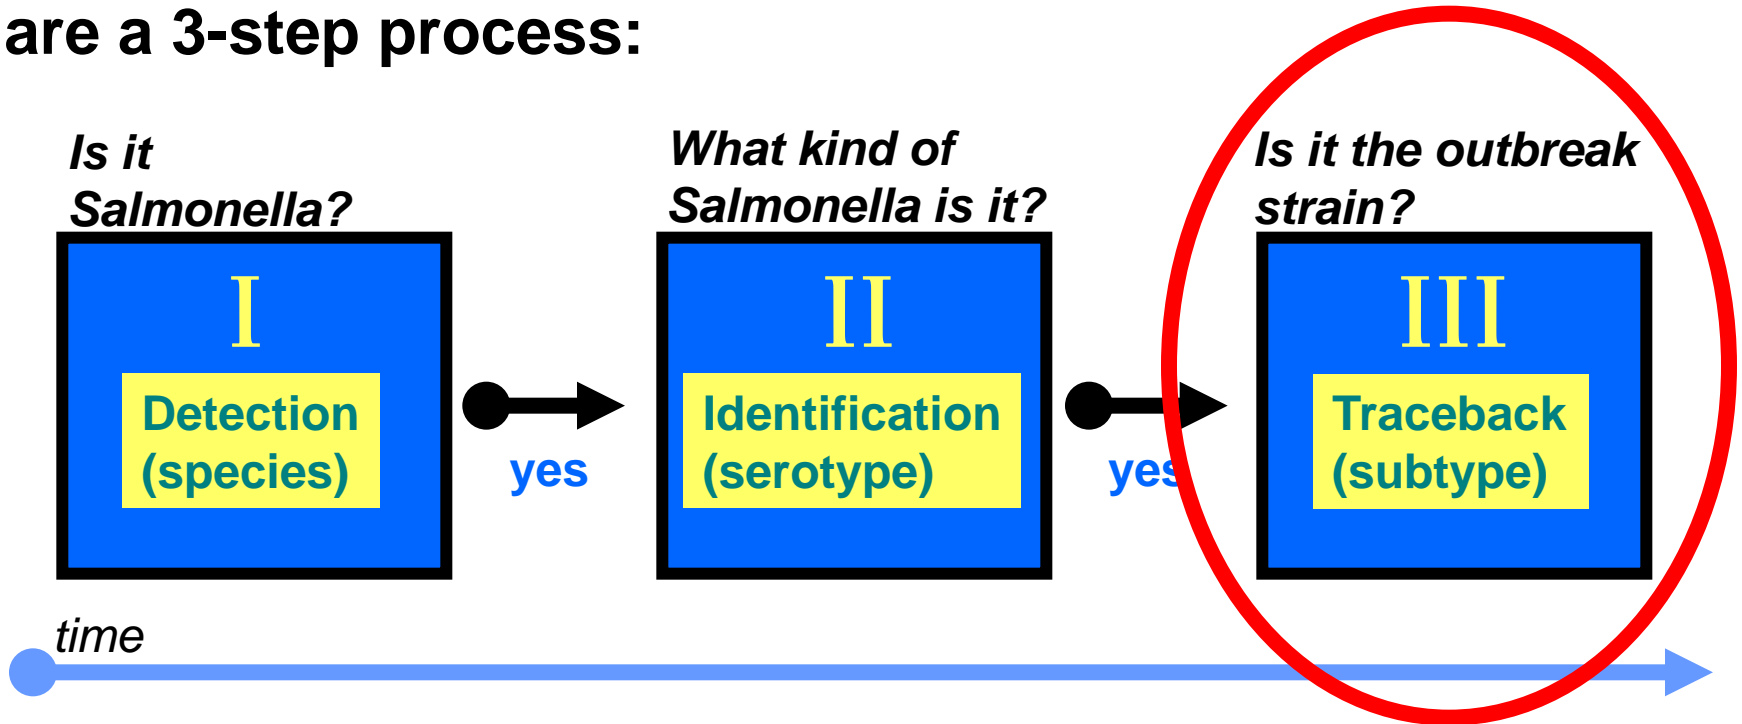 are a 3-step process:
Is it
Salmonella?
What kind of
Salmonella is it?
Is it the outbreak
strain?
I
Detection
(species)
yes
II
Identification
(serotype)
yes
III
Traceback
(subtype)
time